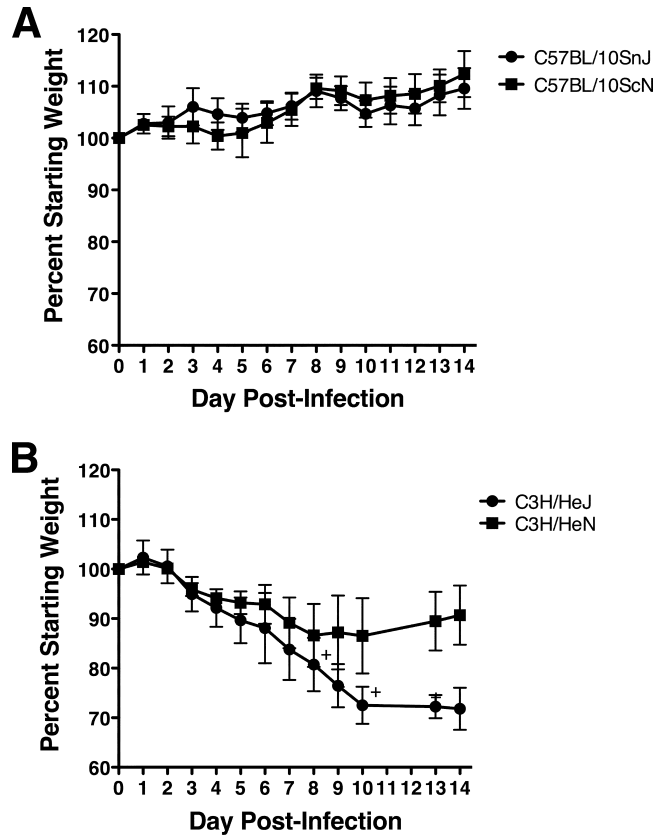 A
Percent Starting Weight
120
110
100
90
80
70
60
0 1 2 3 4 5 6 7 8 9 10 11 12 13 14
Day Post-Infection
C57BL/10SnJ
C57BL/10ScN
B
Percent Starting Weight
120
110
100
90
80
70
60
+
+
+
0 1 2 3 4 5 6 7 8 9 10 11 12 13 14
Day Post-Infection
C3H/HeJ
C3H/HeN